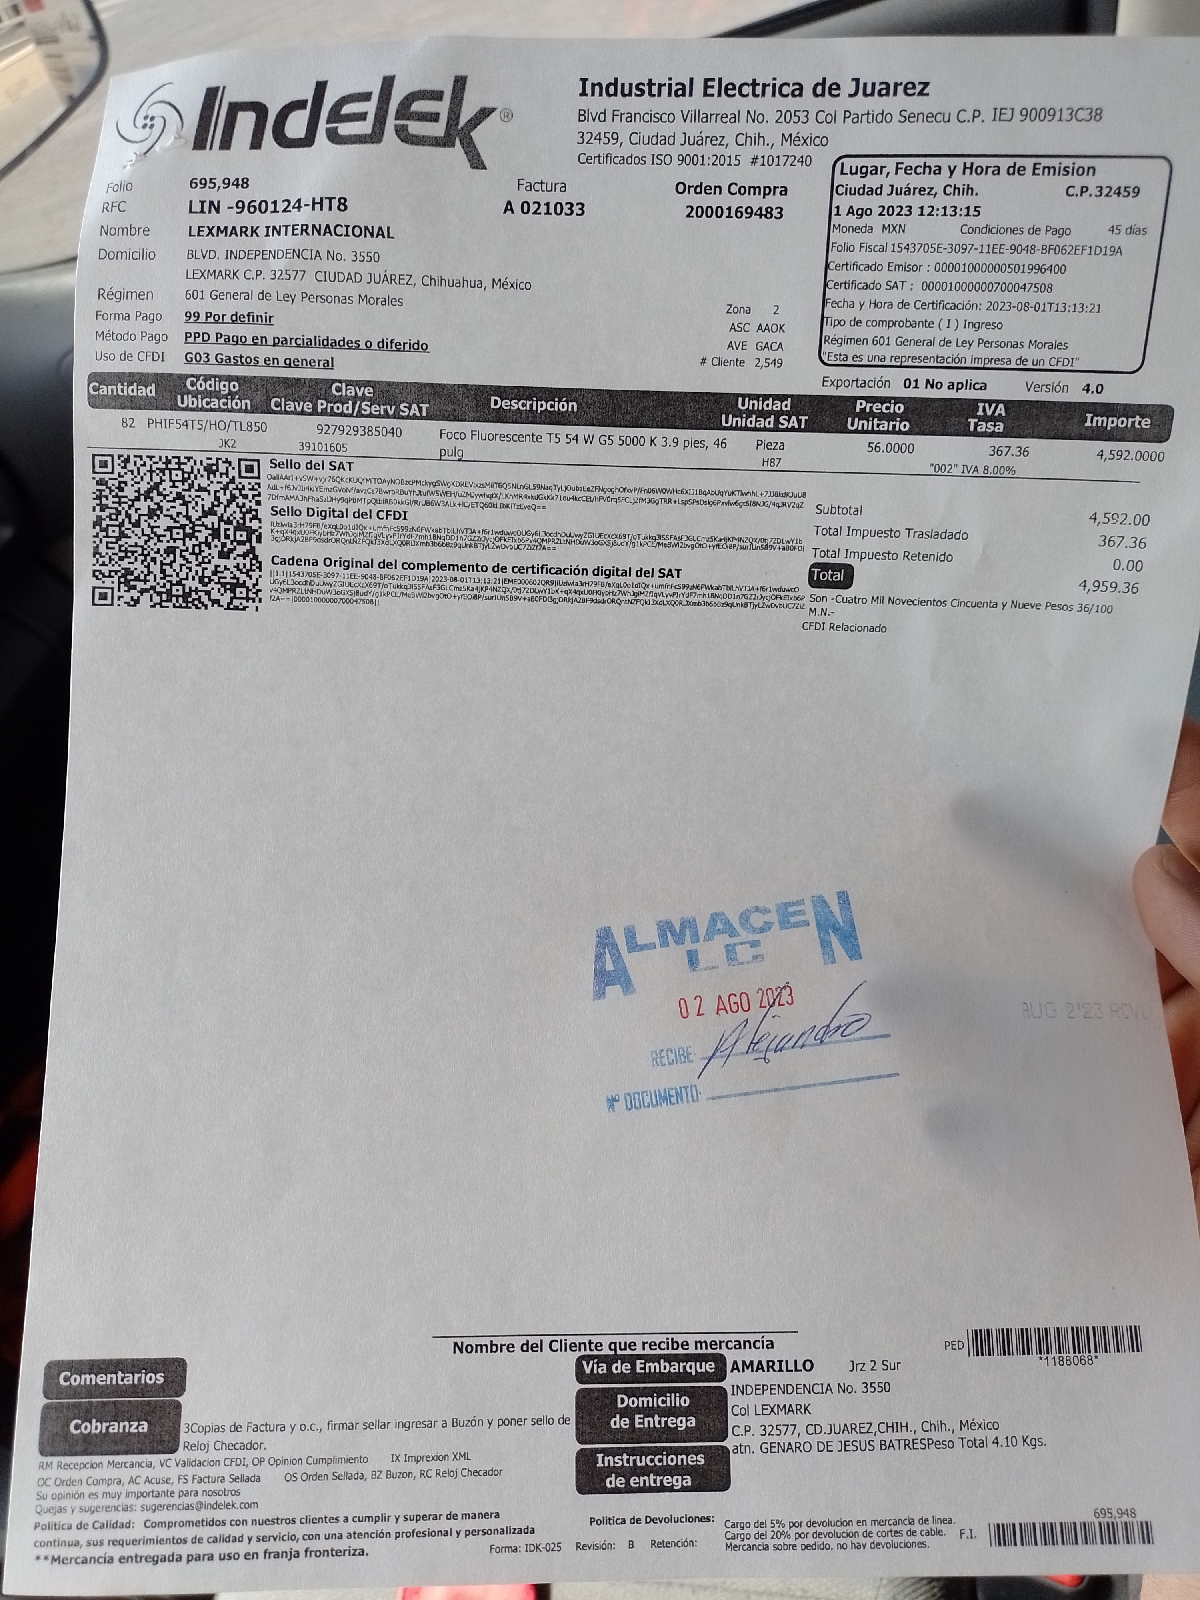 Indelek®
Industrial Electrica de Juarez
Blvd Francisco Villarreal No. 2053 Col Partido Senecu C.P. IEJ 900913C38
32459, Ciudad Juárez, Chih., México
Certificados ISO 9001:2015 #1017240
Folio 695,948 Factura Orden Compra
RFC LIN -960124-HT8 A 021033 2000169483
Nombre LEXMARK INTERNACIONAL
Domicilio BLVD. INDEPENDENCIA No. 3550
LEXMARK C.P. 32577 CIUDAD JUÁREZ, Chihuahua, México
Régimen 601 General de Ley Personas Morales
Forma Pago 99 Por definir
Método Pago PPD Pago en parcialidades o diferido
Uso de CFDI G03 Gastos en general
Zona 2
ASC AAOK
AVE GACA
# Cliente 2,549
Lugar, Fecha y Hora de Emision
Ciudad Juárez, Chih. C.P.32459
1 Ago 2023 12:13:15
Moneda MXN Condiciones de Pago 45 días
Folio Fiscal 1543705E-3097-11EE-9048-BF062EF1D19A
Certificado Emisor : 00001000000501996400
Certificado SAT : 00001000000700047508
Fecha y Hora de Certificación: 2023-08-01T13:13:21
Tipo de comprobante ( I ) Ingreso
Régimen 601 General de Ley Personas Morales
"Esta es una representación impresa de un CFDI"
Exportación 01 No aplica Versión 4.0
Cantidad Código Ubicación Clave Clave Prod/Serv SAT Descripción Unidad Unidad SAT Precio Unitario IVA Tasa Importe
82 PHIF54T5/HO/TL850 927929385040 Foco Fluorescente T5 54 W G5 5000 K 3.9 pies, 46 Pieza 56.0000 367.36 4,592.0000
JK2 39101605 pulg H87 "002" IVA 8.00%
Sello del SAT
Sello Digital del CFDI
Cadena Original del complemento de certificación digital del SAT
Subtotal 4,592.00
Total Impuesto Trasladado 367.36
Total Impuesto Retenido 0.00
Total 4,959.36
Son -Cuatro Mil Novecientos Cincuenta y Nueve Pesos 36/100
M.N.-
CFDI Relacionado
ALMACEN
LC
02 AGO 2023
RECIBE: Alejandro
Nº DOCUMENTO:
AUG 2'23 RCVD
Nombre del Cliente que recibe mercancía
PED *1188068*
Comentarios
Cobranza
3Copias de Factura y o.c., firmar sellar ingresar a Buzón y poner sello de
Reloj Checador.
RM Recepcion Mercancia, VC Validacion CFDI, OP Opinion Cumplimiento IX Imprexion XML
OC Orden Compra, AC Acuse, FS Factura Sellada OS Orden Sellada, BZ Buzon, RC Reloj Checador
Su opinión es muy importante para nosotros
Quejas y sugerencias: sugerencias@indelek.com
Vía de Embarque AMARILLO Jrz 2 Sur
Domicilio de Entrega
INDEPENDENCIA No. 3550
Col LEXMARK
C.P. 32577, CD.JUAREZ,CHIH., Chih., México
atn. GENARO DE JESUS BATRESPeso Total 4.10 Kgs.
Instrucciones de entrega
Politica de Calidad: Comprometidos con nuestros clientes a cumplir y superar de manera
continua, sus requerimientos de calidad y servicio, con una atención profesional y personalizada
**Mercancia entregada para uso en franja fronteriza.
Forma: IDK-025 Revisión: B Retención:
Politica de Devoluciones:
Cargo del 5% por devolucion en mercancia de linea.
Cargo del 20% por devolucion de cortes de cable.
Mercancia sobre pedido, no hay devoluciones.
F.I. 695,948